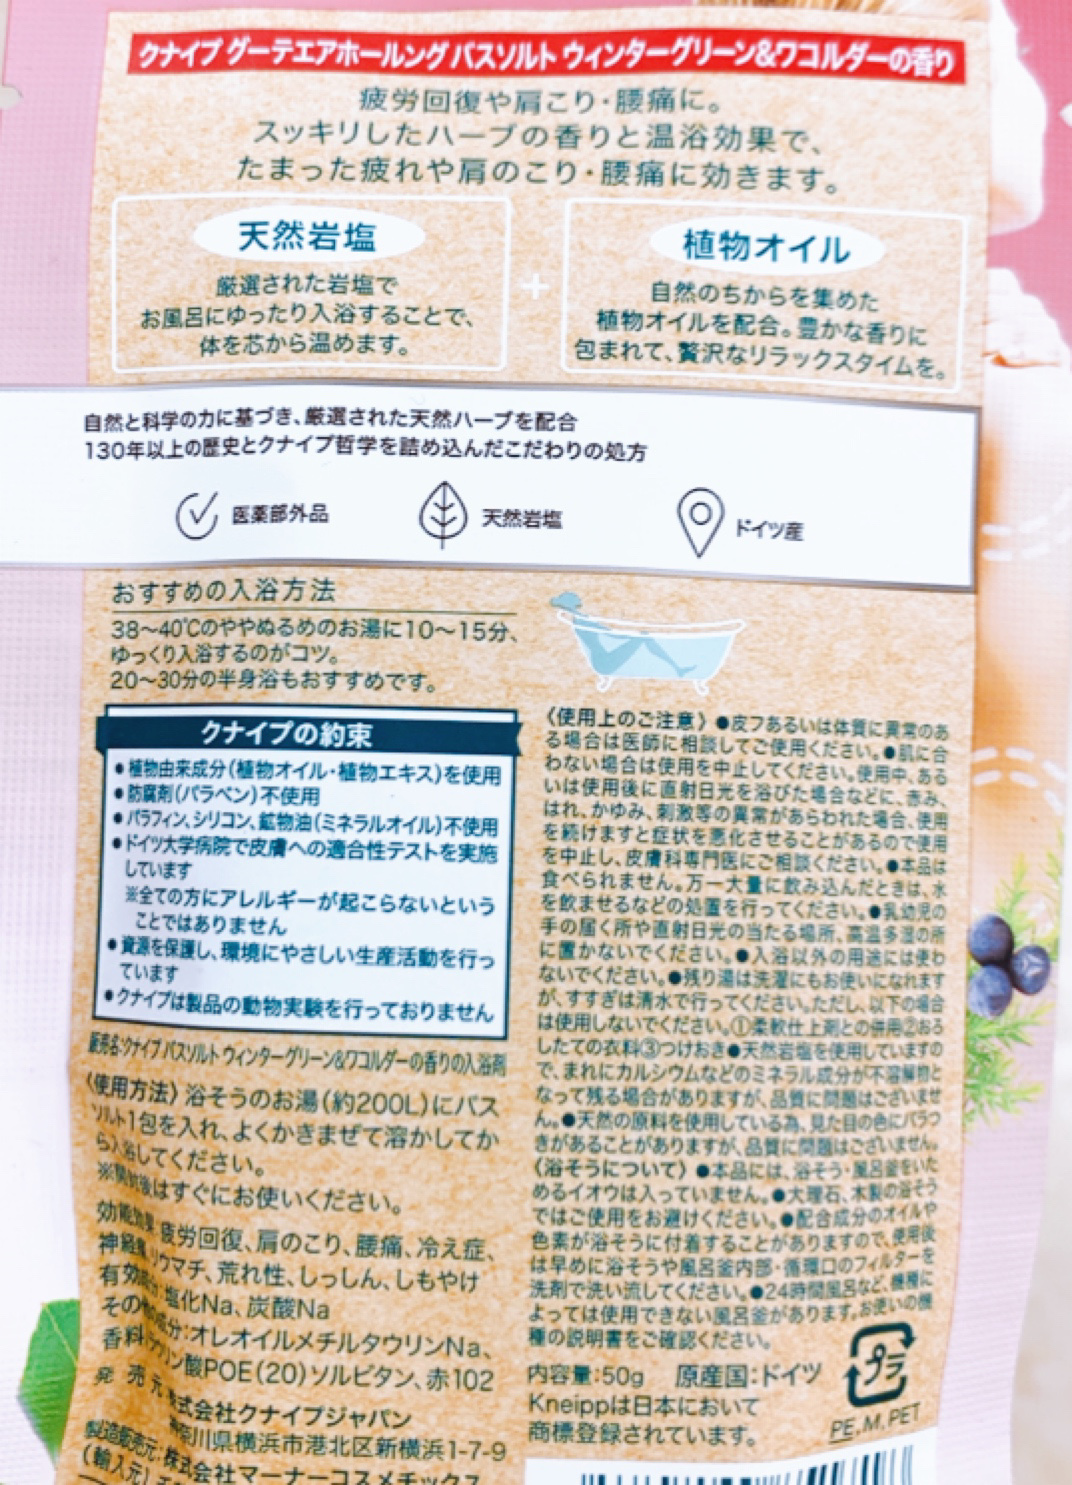 クナイプ グーテエアホールング バスソルト ウィンターグリーン&ワコルダーの香り
疲労回復や肩こり・腰痛に。
スッキリしたハーブの香りと温浴効果で、
たまった疲れや肩のこり・腰痛に効きます。
天然岩塩
厳選された岩塩で
お風呂にゆったり入浴することで、
体を芯から温めます。
+
植物オイル
自然のちからを集めた
植物オイルを配合。豊かな香りに
包まれて、贅沢なリラックスタイムを。
自然と科学の力に基づき、厳選された天然ハーブを配合
130年以上の歴史とクナイプ哲学を詰め込んだこだわりの処方
医薬部外品
天然岩塩
ドイツ産
おすすめの入浴方法
38〜40℃のややぬるめのお湯に10〜15分、
ゆっくり入浴するのがコツ。
20〜30分の半身浴もおすすめです。
クナイプの約束
●植物由来成分(植物オイル・植物エキス)を使用
●防腐剤(パラベン)不使用
●パラフィン、シリコン、鉱物油(ミネラルオイル)不使用
●ドイツ大学病院で皮膚への適合性テストを実施
しています
※全ての方にアレルギーが起こらないという
ことではありません
●資源を保護し、環境にやさしい生産活動を行っ
ています
●クナイプは製品の動物実験を行っておりません
販売名:クナイプ バスソルト ウィンターグリーン&ワコルダーの香りの入浴剤
〈使用方法〉浴そうのお湯(約200L)にバス
ソルト1包を入れ、よくかきまぜて溶かしてか
ら入浴してください。
※開封後はすぐにお使いください。
効能効果:疲労回復、肩のこり、腰痛、冷え症、
神経痛、リウマチ、荒れ性、しっしん、しもやけ
有効成分:塩化Na、炭酸Na
その他の成分:オレオイルメチルタウリンNa、
香料、ラウリン酸POE(20)ソルビタン、赤102
発売元:株式会社クナイプジャパン
神奈川県横浜市港北区新横浜1-7-9
製造販売元:株式会社マーナーコスメチックス
(輸入元)
〈使用上のご注意〉●皮フあるいは体質に異常のあ
る場合は医師に相談してご使用ください。●肌に合
わない場合は使用を中止してください。使用中、ある
いは使用後に直射日光を浴びた場合などに、赤み、
はれ、かゆみ、刺激等の異常があらわれた場合、使用
を続けますと症状を悪化させることがあるので使用
を中止し、皮膚科専門医にご相談ください。●本品は
食べられません。万一大量に飲み込んだときは、水
を飲ませるなどの処置を行ってください。●乳幼児の
手の届く所や直射日光の当たる場所、高温多湿の所
に置かないでください。●入浴以外の用途には使わ
ないでください。●残り湯は洗濯にもお使いになれます
が、すすぎは清水で行ってください。ただし、以下の場合
は使用しないでください。①柔軟仕上剤との併用②おろ
したての衣料③つけおき●天然岩塩を使用していますの
で、まれにカルシウムなどのミネラル成分が不溶解物と
なって残る場合がありますが、品質に問題はございませ
ん。●天然の原料を使用している為、見た目の色にバラつ
きがあることがありますが、品質に問題はございません。
〈浴そうについて〉●本品には、浴そう・風呂釜をいた
めるイオウは入っていません。●大理石、木製の浴そう
ではご使用をお避けください。●配合成分のオイルや
色素が浴そうに付着することがありますので、使用後
は早めに浴そうや風呂釜内部・循環口のフィルターを
洗剤で洗い流してください。●24時間風呂など、機種に
よっては使用できない風呂釜があります。お使いの機
種の説明書をご確認ください。
内容量:50g 原産国:ドイツ
Kneippは日本において
商標登録されています。
プラ
PE,M,PET